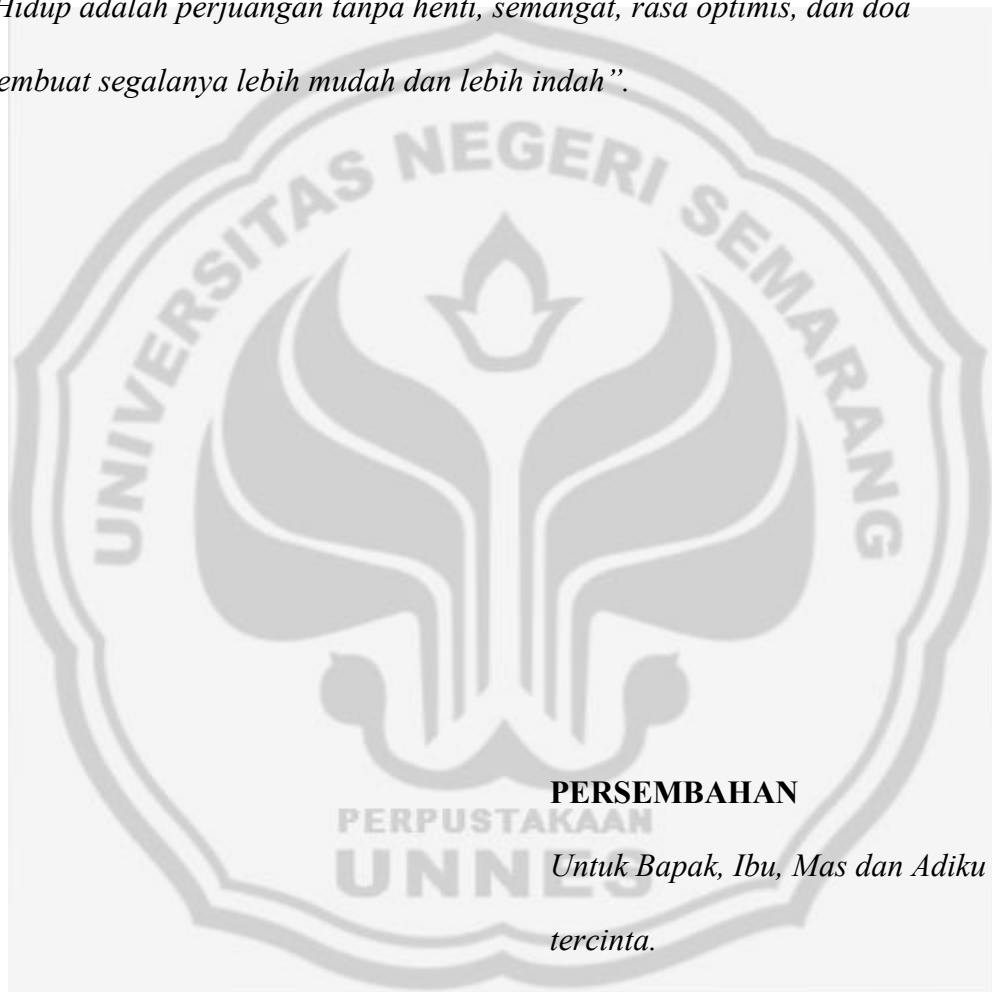 Hidup adalah perjuangan tanpa henti, semangat, rasa optimis, dan doa
embuat segalanya lebih mudah dan lebih indah”.
UNIVERSITAS NEGERI SEMARANG
PERSEMBAHAN
PERPUSTAKAAN
UNNES
Untuk Bapak, Ibu, Mas dan Adiku
tercinta.